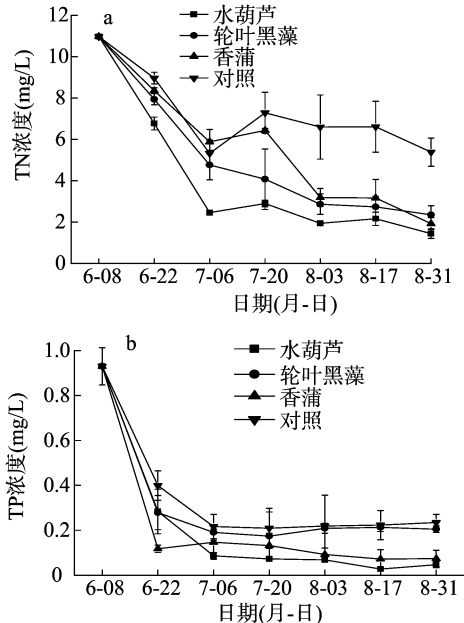 12
a
水葫芦
轮叶黑藻
香蒲
对照
10
8
6
4
2
0
TN浓度(mg/L)
6-08 6-22 7-06 7-20 8-03 8-17 8-31
日期(月-日)
1.0
b
水葫芦
轮叶黑藻
香蒲
对照
0.8
0.6
0.4
0.2
0
TP浓度(mg/L)
6-08 6-22 7-06 7-20 8-03 8-17 8-31
日期(月-日)